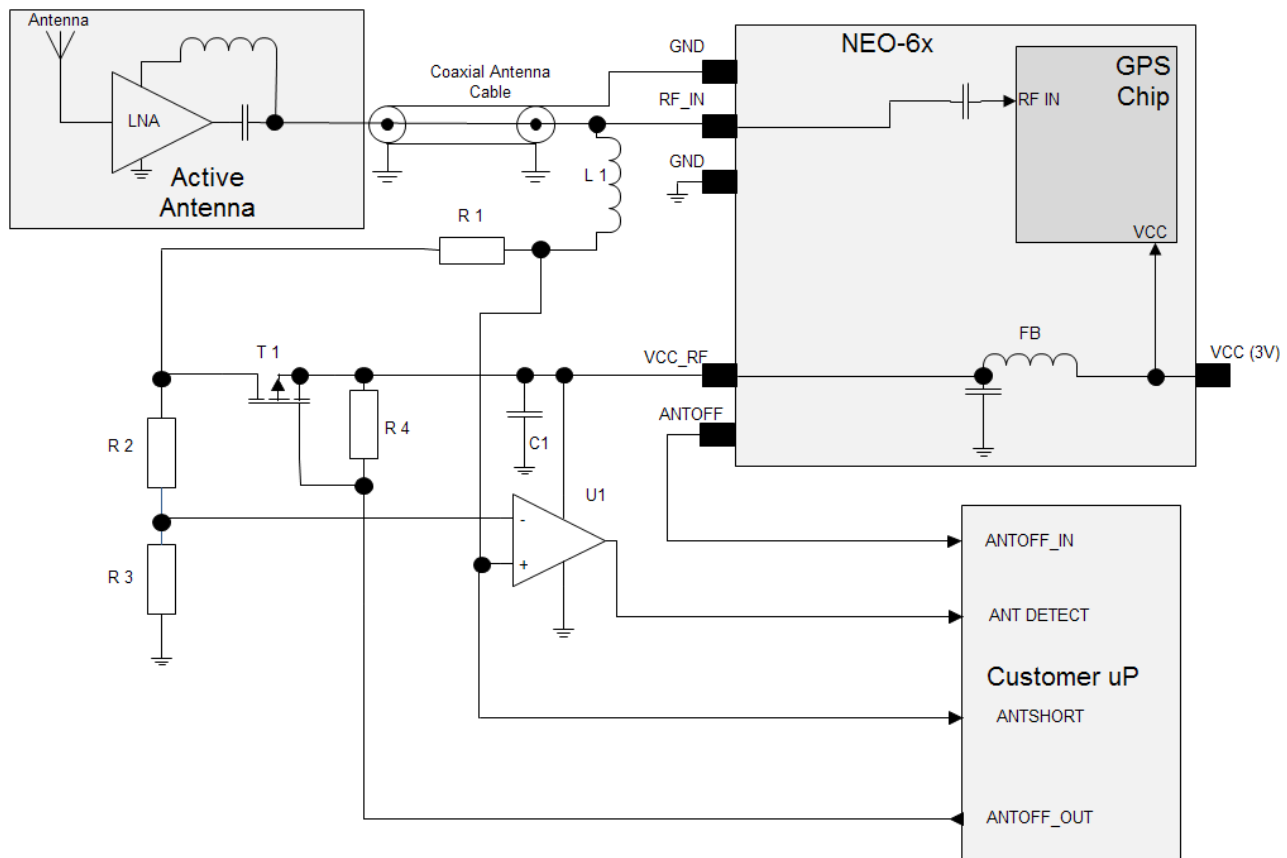 Antenna
LNA
Active
Antenna
Coaxial Antenna
Cable
GND
RF_IN
GND
NEO-6x
GPS
Chip
RF IN
VCC
L 1
R 1
T 1
R 4
C1
R 2
R 3
U1
-
+
VCC_RF
ANTOFF
FB
VCC (3V)
ANTOFF_IN
ANT DETECT
Customer uP
ANTSHORT
ANTOFF_OUT